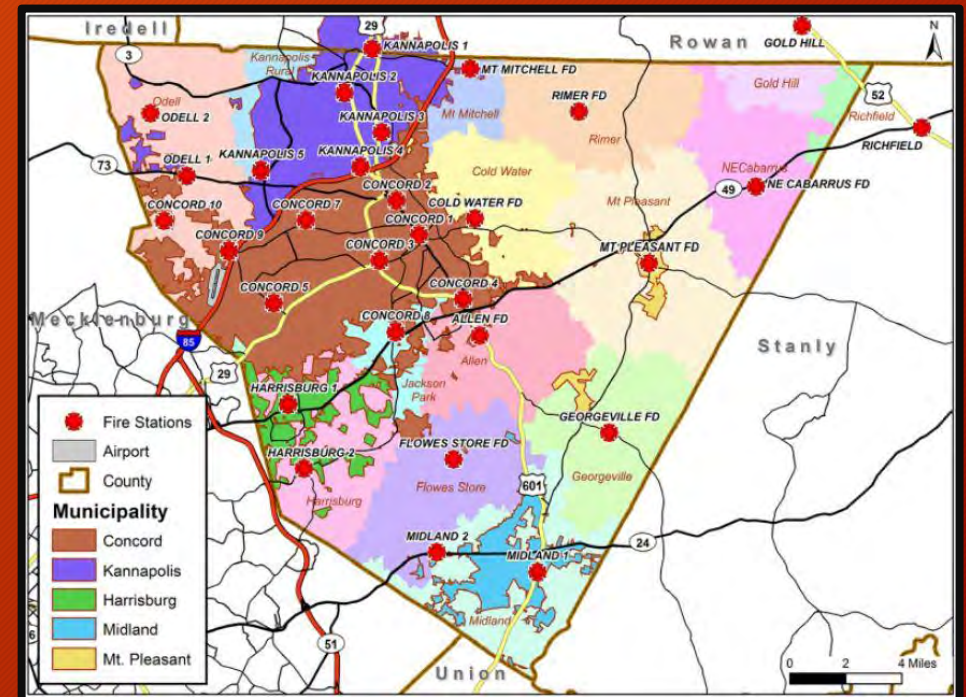 Iredell
29
N
Rowan
GOLD HILL
KANNAPOLIS 1
3
Kannapolis
Rural
MT MITCHELL FD
KANNAPOLIS 2
Gold Hill
RIMER FD
52
Odell
ODELL 2
Mt Mitchell
Richfield
KANNAPOLIS 3
Rimer
RICHFIELD
73
ODELL 1
KANNAPOLIS 5
KANNAPOLIS 4
Cold Water
NECabarrus
CONCORD 2
49
NE CABARRUS FD
CONCORD 10
CONCORD 7
COLD WATER FD
Mt Pleasant
CONCORD 1
CONCORD 9
CONCORD 3
MT PLEASANT FD
CONCORD 5
CONCORD 4
Mecklenburg
CONCORD 8
ALLEN FD
85
Stanly
Allen
29
Jackson
Park
HARRISBURG 1
Fire Stations
GEORGEVILLE FD
Airport
HARRISBURG 2
FLOWES STORE FD
County
Georgeville
Harrisburg
Flowes Store
601
Municipality
Concord
MIDLAND 2
24
MIDLAND 1
Kannapolis
Harrisburg
Midland
Midland
51
Mt. Pleasant
Union
0 2 4 Miles